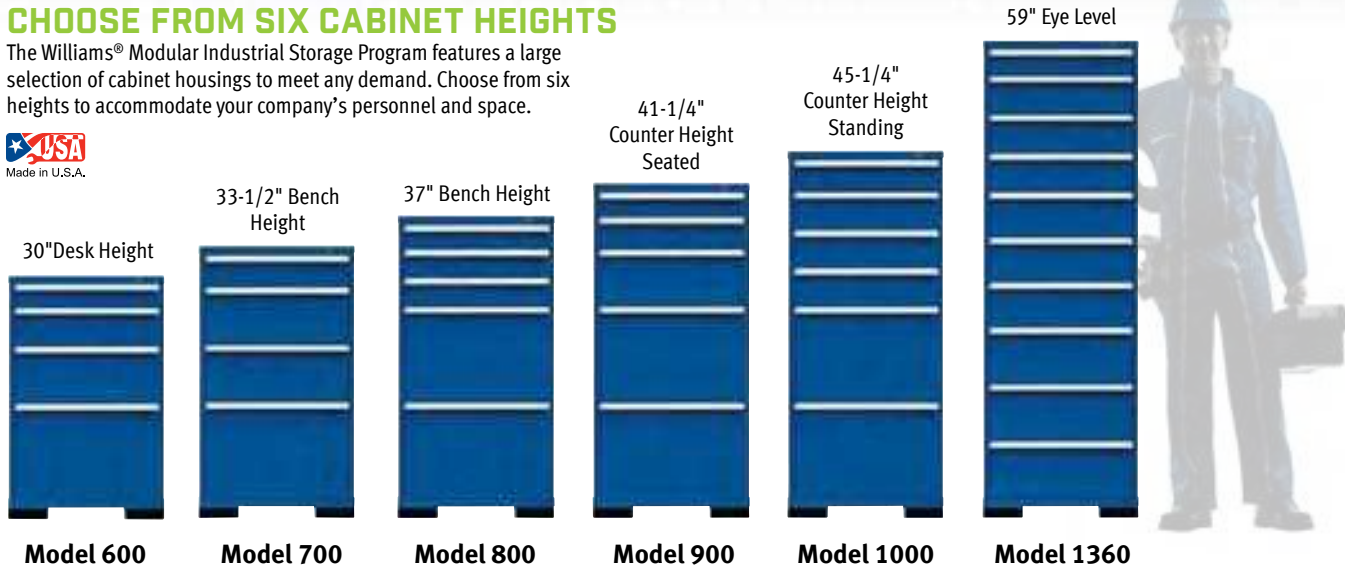 CHOOSE FROM SIX CABINET HEIGHTS
The Williams® Modular Industrial Storage Program features a large
selection of cabinet housings to meet any demand. Choose from six
heights to accommodate your company's personnel and space.
USA
Made in U.S.A.
30"Desk Height
33-1/2" Bench
Height
37" Bench Height
41-1/4"
Counter Height
Seated
45-1/4"
Counter Height
Standing
59" Eye Level
Model 600
Model 700
Model 800
Model 900
Model 1000
Model 1360